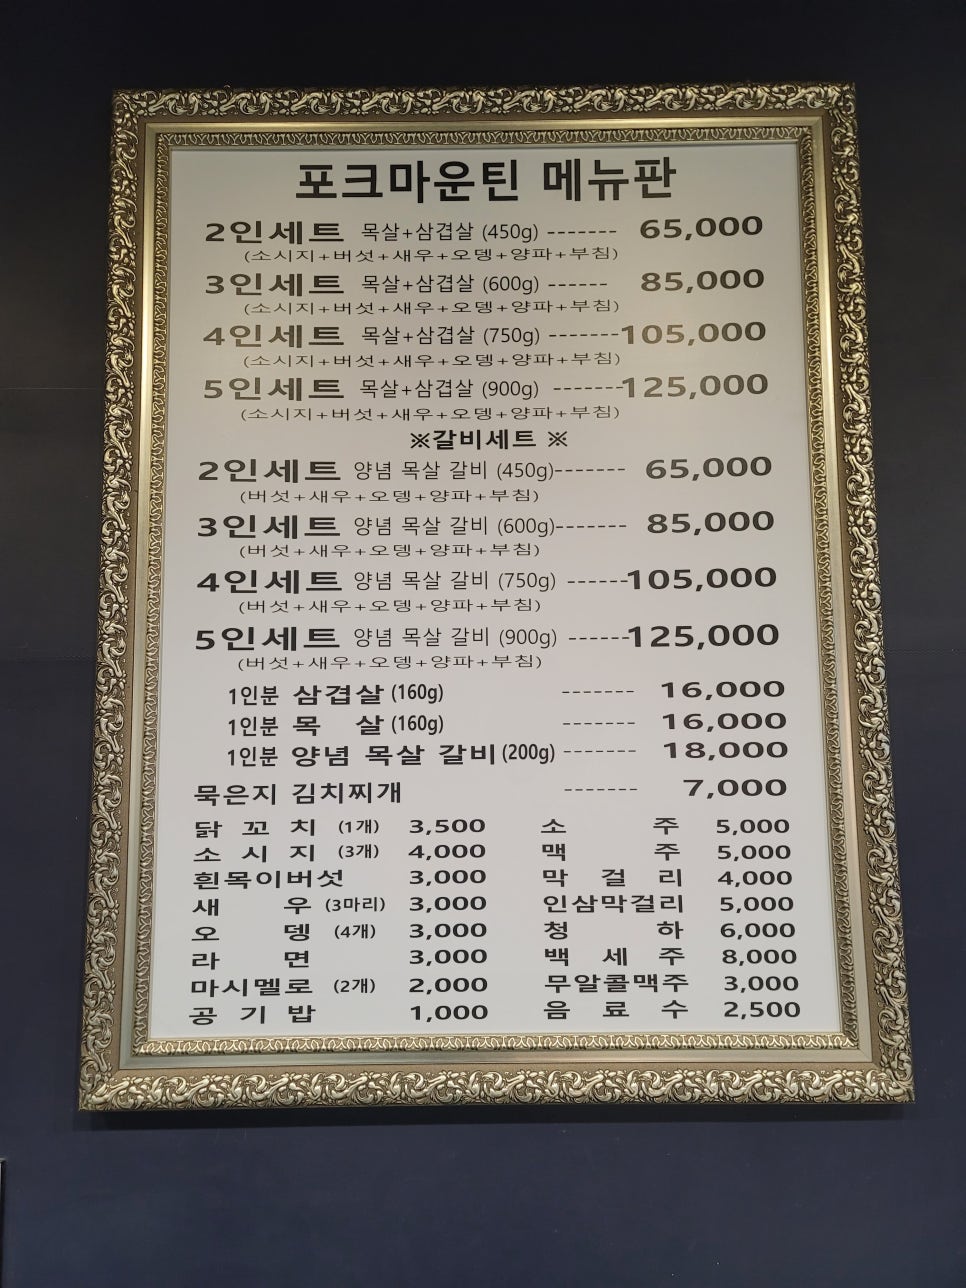 포크마운틴 메뉴판
2인세트 목살+삼겹살 (450g) ------- 65,000
(소시지+버섯+새우+오뎅+양파+부침)
3인세트 목살+삼겹살 (600g) ------ 85,000
(소시지+버섯+새우+오뎅+양파+부침)
4인세트 목살+삼겹살 (750g) -------105,000
(소시지+버섯+새우+오뎅+양파+부침)
5인세트 목살+삼겹살 (900g) -------125,000
(소시지+버섯+새우+오뎅+양파+부침)
※갈비세트 ※
2인세트 양념 목살 갈비 (450g)------- 65,000
(버섯+새우+오뎅+양파+부침)
3인세트 양념 목살 갈비 (600g)------- 85,000
(버섯+새우+오뎅+양파+부침)
4인세트 양념 목살 갈비 (750g) ------105,000
(버섯+새우+오뎅+양파+부침)
5인세트 양념 목살 갈비 (900g) ------125,000
(버섯+새우+오뎅+양파+부침)
1인분 삼겹살 (160g) ------- 16,000
1인분 목 살 (160g) ------- 16,000
1인분 양념 목살 갈비 (200g) ------- 18,000
묵은지 김치찌개 ------- 7,000
닭 꼬 치 (1개) 3,500 소 주 5,000
소 시 지 (3개) 4,000 맥 주 5,000
흰목이버섯 3,000 막 걸 리 4,000
새 우 (3마리) 3,000 인삼막걸리 5,000
오 뎅 (4개) 3,000 청 하 6,000
라 면 3,000 백 세 주 8,000
마시멜로 (2개) 2,000 무알콜맥주 3,000
공 기 밥 1,000 음 료 수 2,500